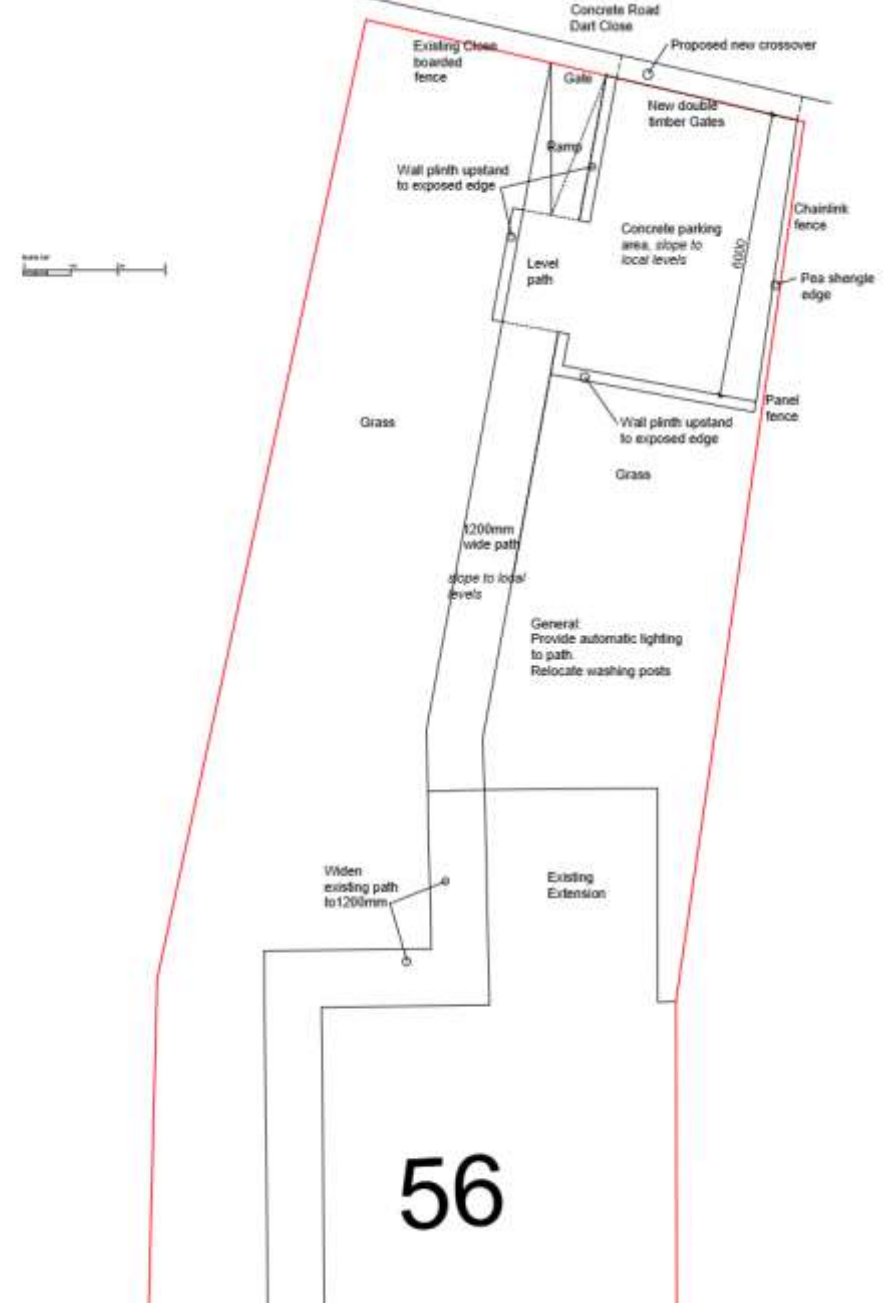 Concrete Road
Dart Close
Existing Close
boarded
fence
Proposed new crossover
Gate
New double
timber Gates
Ramp
Wall plinth upstand
to exposed edge
Chainlink
fence
Concrete parking
area, slope to
local levels
6000
Level
path
Pea shengle
edge
Panel
fence
Grass
Wall plinth upstand
to exposed edge
Grass
1200mm
wide path
slope to local
levels
General:
Provide automatic lighting
to path.
Relocate washing posts
Widen
existing path
to1200mm
Existing
Extension
56